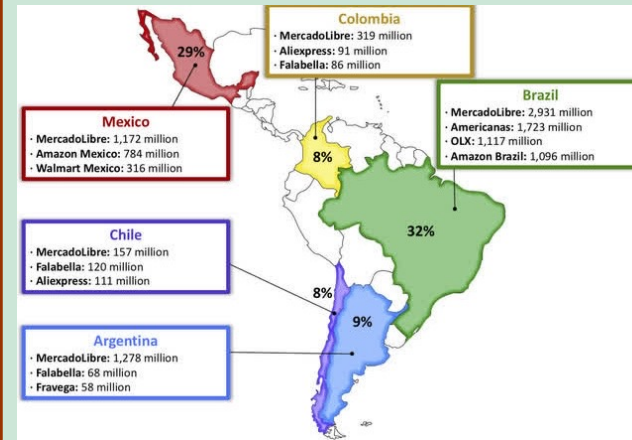 Colombia
· MercadoLibre: 319 million
· Aliexpress: 91 million
· Falabella: 86 million
29%
Brazil
· MercadoLibre: 2,931 million
· Americanas: 1,723 million
· OLX: 1,117 million
· Amazon Brazil: 1,096 million
Mexico
· MercadoLibre: 1,172 million
· Amazon Mexico: 784 million
· Walmart Mexico: 316 million
8%
32%
Chile
· MercadoLibre: 157 million
· Falabella: 120 million
· Aliexpress: 111 million
8%
9%
Argentina
· MercadoLibre: 1,278 million
· Falabella: 68 million
· Fravega: 58 million